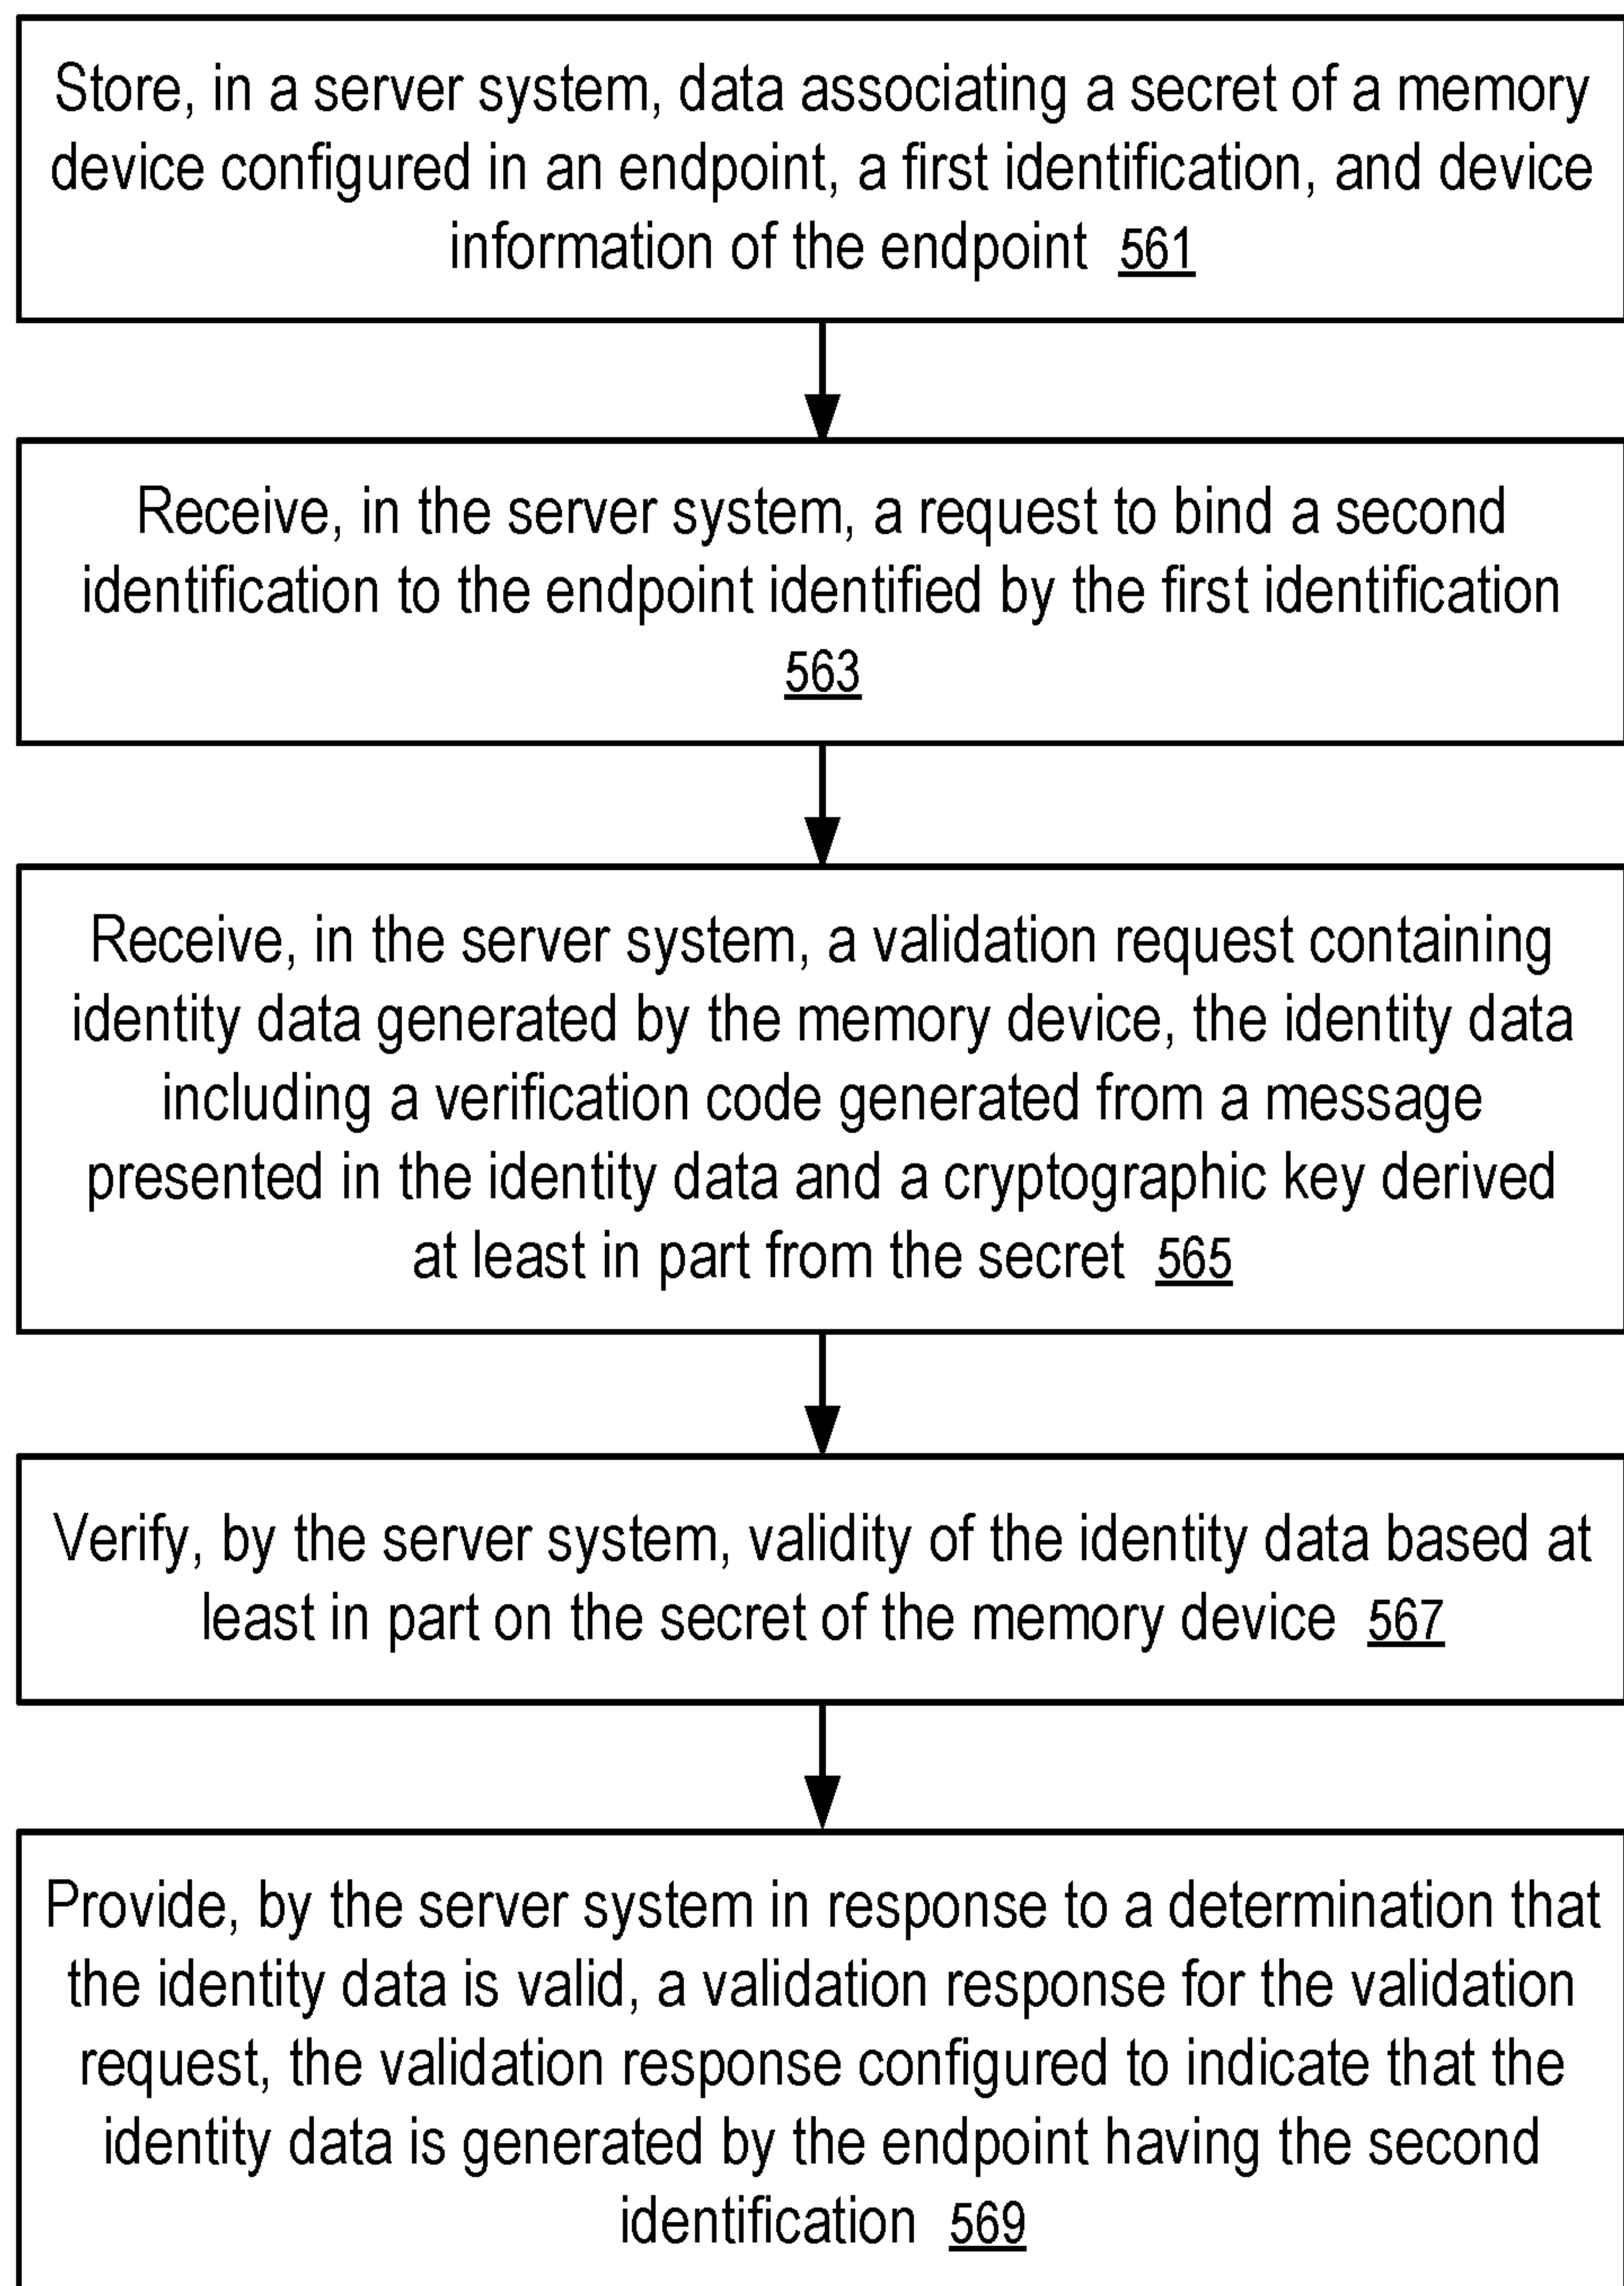 Store, in a server system, data associating a secret of a memory
device configured in an endpoint, a first identification, and device
information of the endpoint 561
Receive, in the server system, a request to bind a second
identification to the endpoint identified by the first identification
563
Receive, in the server system, a validation request containing
identity data generated by the memory device, the identity data
including a verification code generated from a message
presented in the identity data and a cryptographic key derived
at least in part from the secret 565
Verify, by the server system, validity of the identity data based at
least in part on the secret of the memory device 567
Provide, by the server system in response to a determination that
the identity data is valid, a validation response for the validation
request, the validation response configured to indicate that the
identity data is generated by the endpoint having the second
identification 569